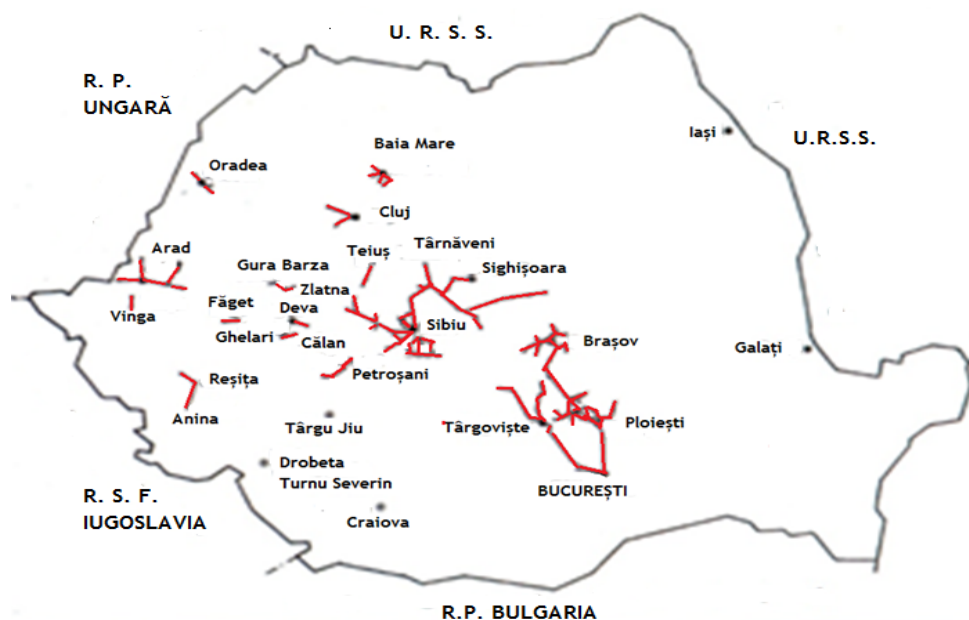 U. R. S. S.
R. P.
UNGARĂ
Iași
U.R.S.S.
Baia Mare
Oradea
Cluj
Arad
Teiuș
Târnăveni
Gura Barza
Sighișoara
Zlatna
Făget
Deva
Vinga
Sibiu
Ghelari
Călan
Brașov
Galați
Reșița
Petroșani
Anina
Târgu Jiu
Târgoviște
Ploiești
Drobeta
Turnu Severin
R. S. F.
IUGOSLAVIA
BUCUREȘTI
Craiova
R.P. BULGARIA